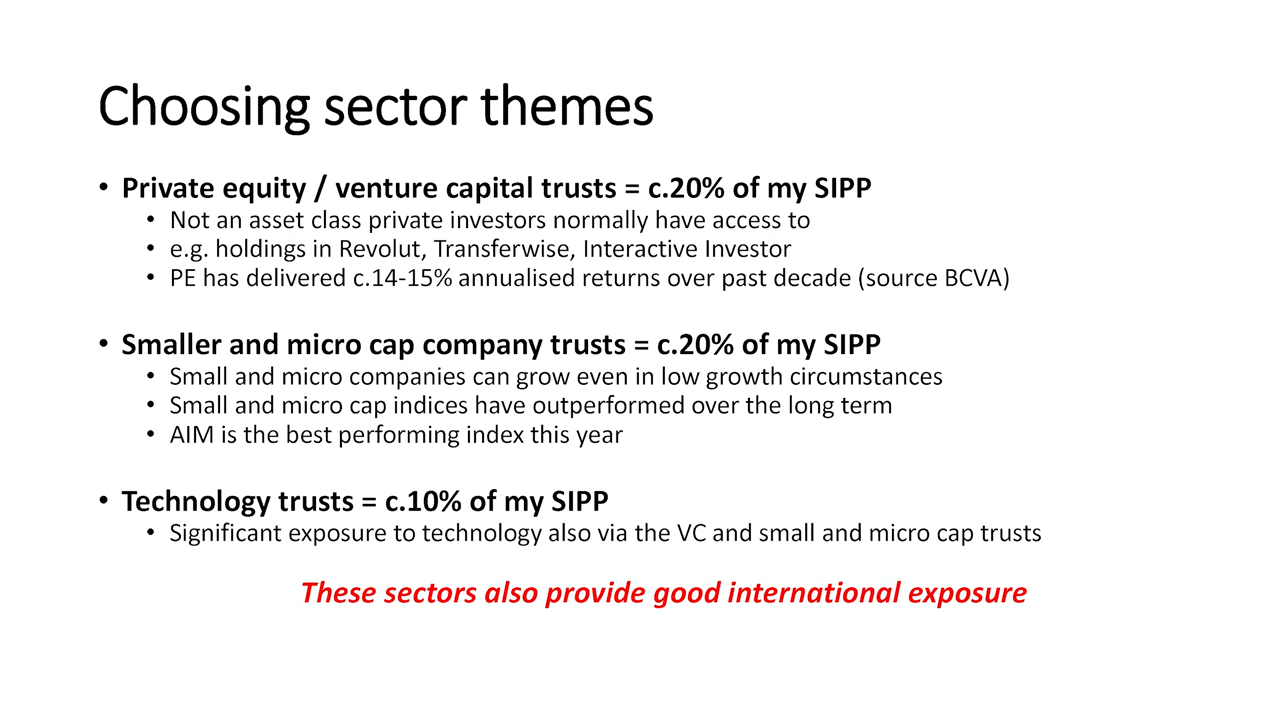 Choosing sector themes
• Private equity / venture capital trusts = c.20% of my SIPP
• Not an asset class private investors normally have access to
• e.g. holdings in Revolut, Transferwise, Interactive Investor
• PE has delivered c.14-15% annualised returns over past decade (source BCVA)
• Smaller and micro cap company trusts = c.20% of my SIPP
• Small and micro companies can grow even in low growth circumstances
• Small and micro cap indices have outperformed over the long term
• AIM is the best performing index this year
• Technology trusts = c.10% of my SIPP
• Significant exposure to technology also via the VC and small and micro cap trusts
These sectors also provide good international exposure